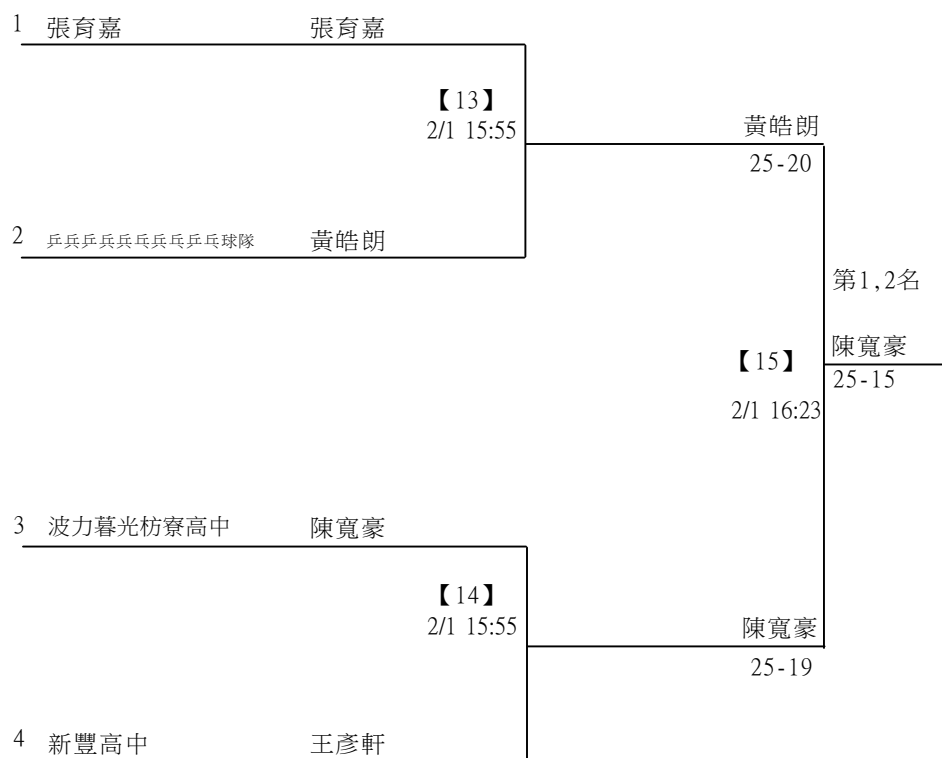 1 張育嘉 張育嘉
【13】
2/1 15:55
黃皓朗
25-20
2 乒兵乒乓兵乓兵乓乒乓球隊 黃皓朗
第1,2名
陳寬豪
【15】
25-15
2/1 16:23
3 波力暮光枋寮高中 陳寬豪
【14】
2/1 15:55
陳寬豪
25-19
4 新豐高中 王彥軒